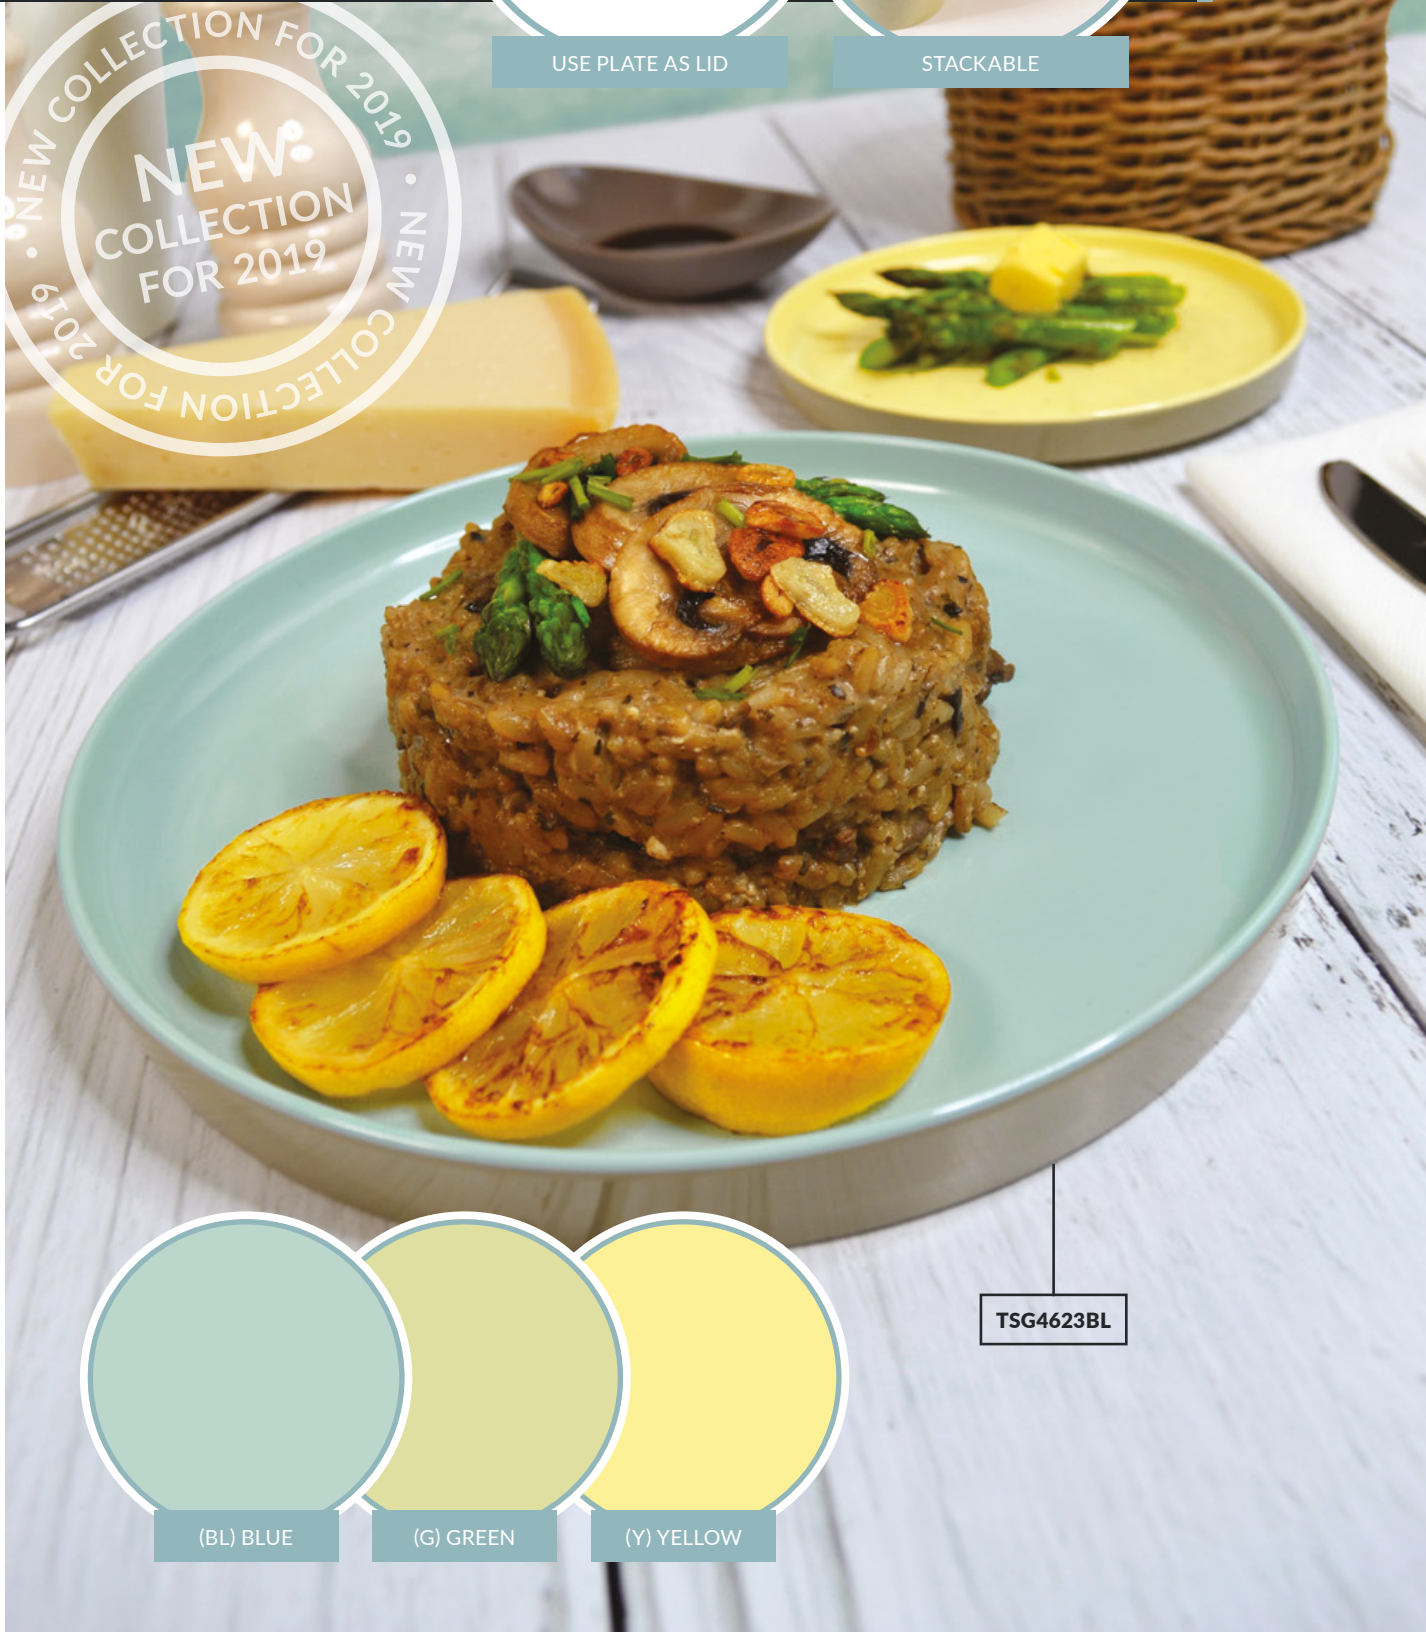 USE PLATE AS LID
STACKABLE
NEW COLLECTION FOR 2019 • NEW COLLECTION FOR 2019 •
NEW
COLLECTION
FOR 2019
TSG4623BL
(BL) BLUE
(G) GREEN
(Y) YELLOW